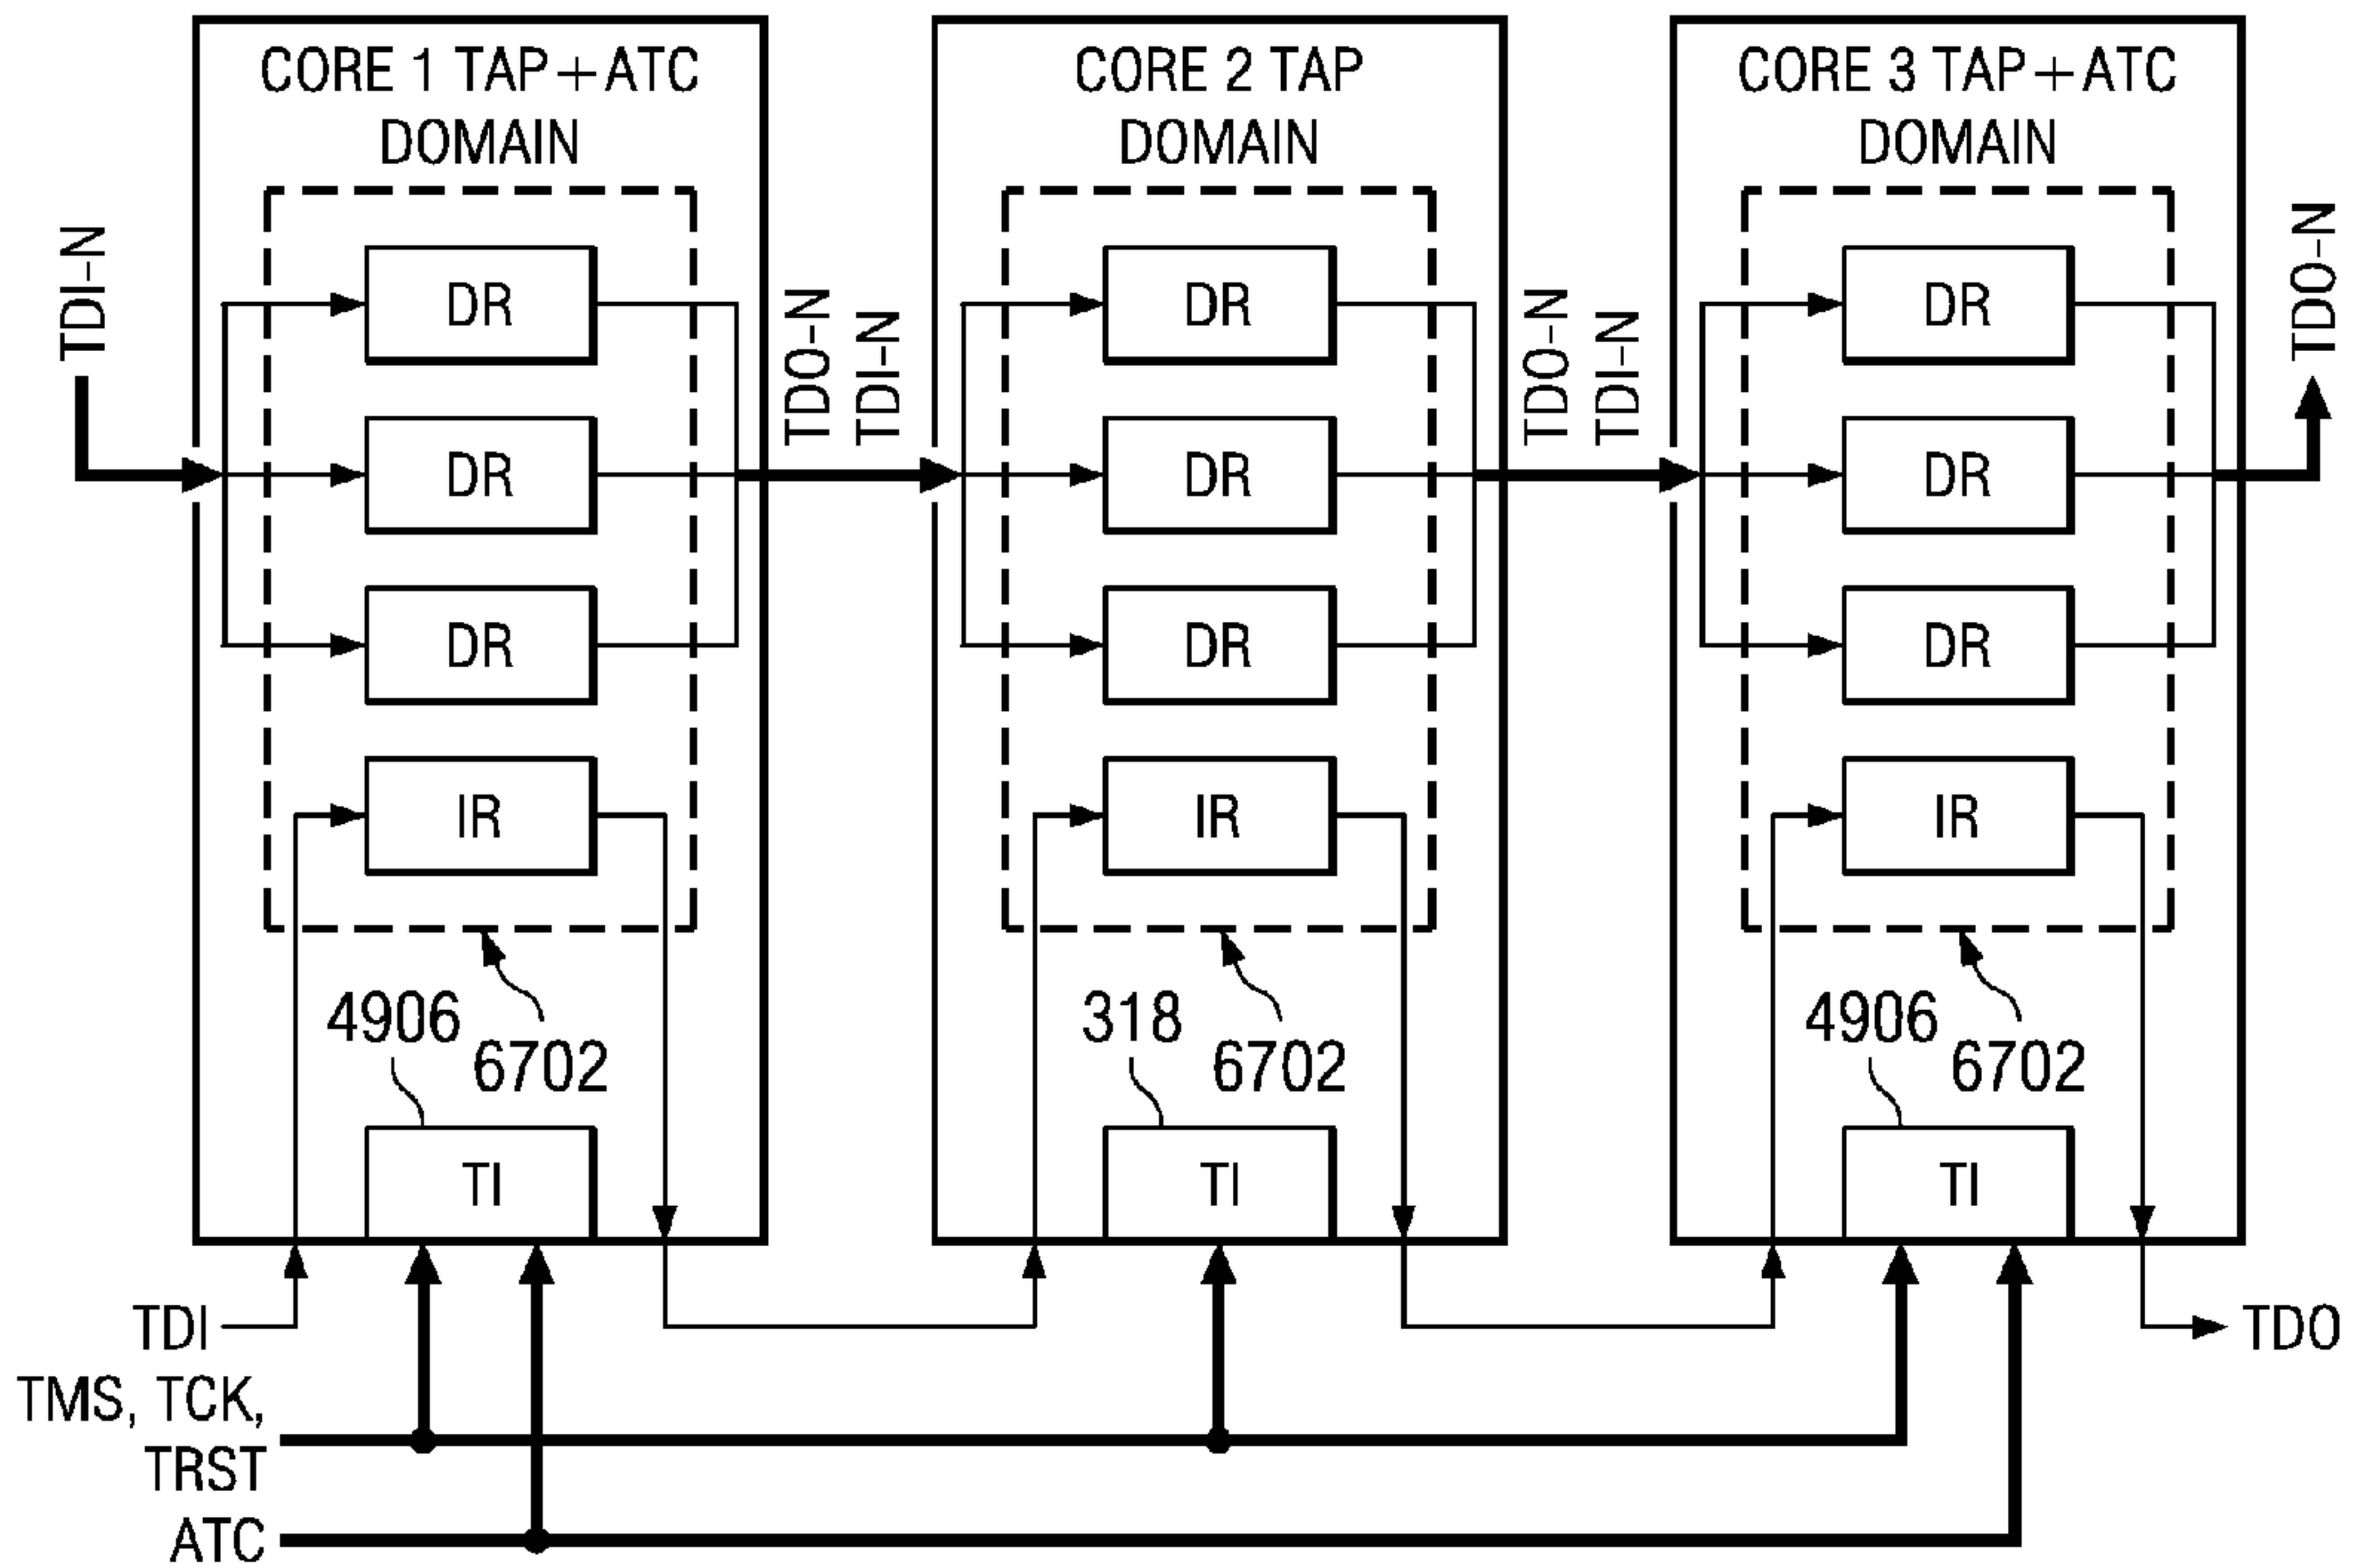 CORE 1 TAP+ATC
DOMAIN
CORE 2 TAP
DOMAIN
CORE 3 TAP+ATC
DOMAIN
TDI-N
DR
DR
DR
IR
TDO-N
TDI-N
DR
DR
DR
IR
TDO-N
TDI-N
DR
DR
DR
IR
TDO-N
4906
6702
318
6702
4906
6702
TI
TI
TI
TDI
TDO
TMS, TCK,
TRST
ATC